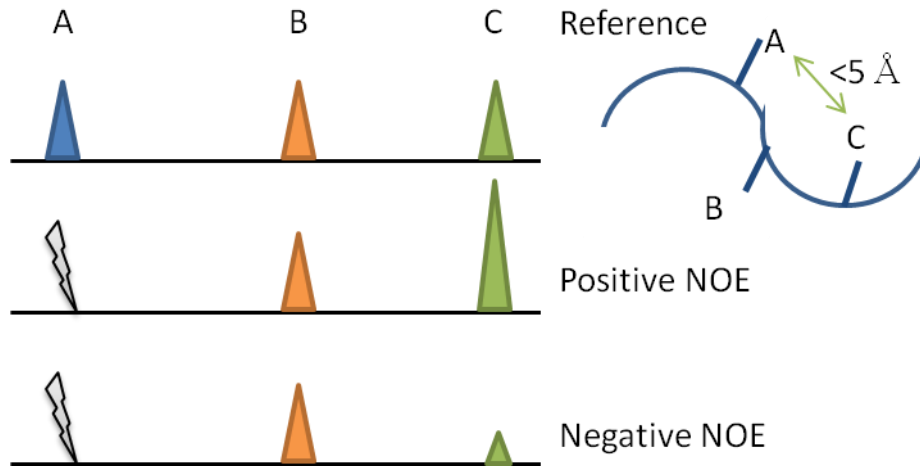 A B C Reference
A
<5 Å
C
B
Positive NOE
Negative NOE